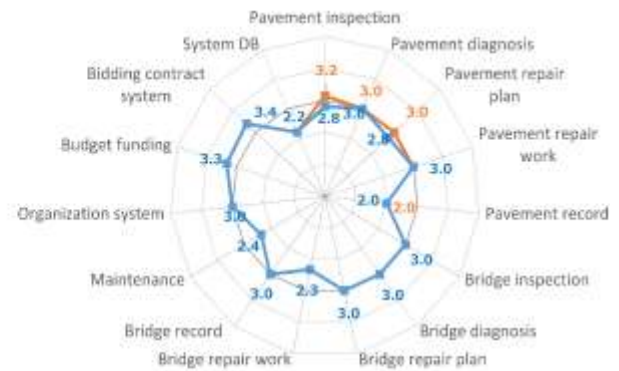 Pavement inspection
System DB
Pavement diagnosis
Bidding contract
system
Pavement repair
plan
3.2
3.0
3.0
3.4
2.2
2.8
3.0
2.8
Budget funding
Pavement repair
work
3.3
3.0
2.0
2.0
Organization system
3.0
Pavement record
2.4
3.0
Maintenance
Bridge inspection
3.0
2.3
3.0
3.0
Bridge record
Bridge diagnosis
Bridge repair work
Bridge repair plan